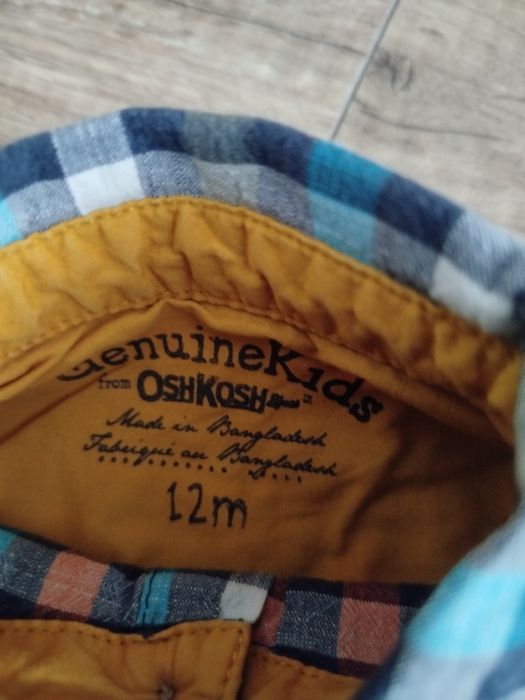 GenuineKids
from OSHKOSH
Made in Bangladesh
Fabriqué au Bangladesh
12m